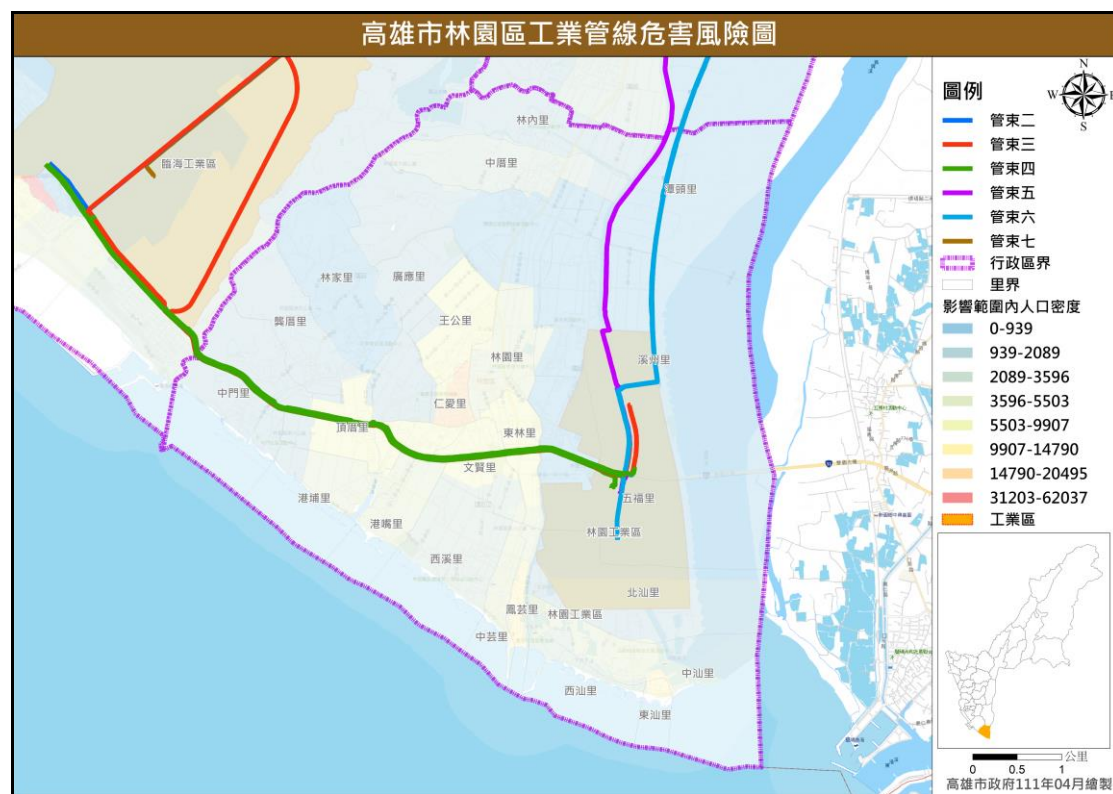 高雄市林園區工業管線危害風險圖
林內里
中厝里
臨海工業區
潭頭里
林家里
廣應里
龔厝里
王公里
林園里
溪州里
中門里
仁愛里
頂厝里
東林里
文賢里
五福里
港埔里
港嘴里
林園工業區
西溪里
北汕里
鳳芸里
林園工業區
中芸里
中汕里
西汕里
東汕里
圖例
N
W
E
S
管束二
管束三
管束四
管束五
管束六
管束七
行政區界
里界
影響範圍內人口密度
0-939
939-2089
2089-3596
3596-5503
5503-9907
9907-14790
14790-20495
31203-62037
工業區
公里
0 0.5 1
高雄市政府111年04月繪製